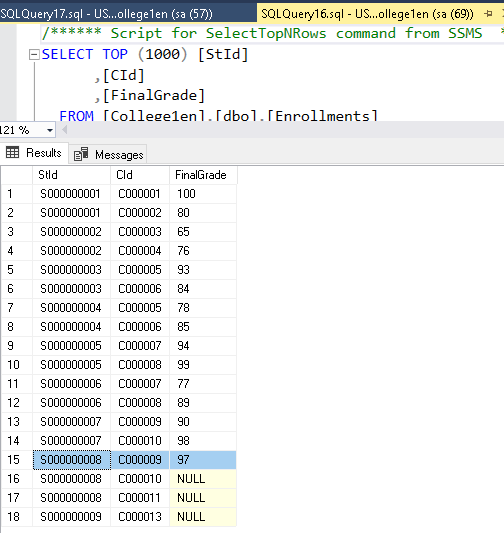 SQLQuery17.sql - US...ollege1en (sa (57)) SQLQuery16.sql - US...ollege1en (sa (69))
/****** Script for SelectTopNRows command from SSMS *
SELECT TOP (1000) [StId]
,[CId]
,[FinalGrade]
FROM [College1en].[dbo].[Enrollments]
121 %
Results Messages
StId CId FinalGrade
1 S000000001 C000001 100
2 S000000001 C000002 80
3 S000000002 C000003 65
4 S000000002 C000004 76
5 S000000003 C000005 93
6 S000000003 C000006 84
7 S000000004 C000005 78
8 S000000004 C000006 85
9 S000000005 C000007 94
10 S000000005 C000008 99
11 S000000006 C000007 77
12 S000000006 C000008 89
13 S000000007 C000009 90
14 S000000007 C000010 98
15 S000000008 C000009 97
16 S000000008 C000010 NULL
17 S000000008 C000011 NULL
18 S000000009 C000013 NULL